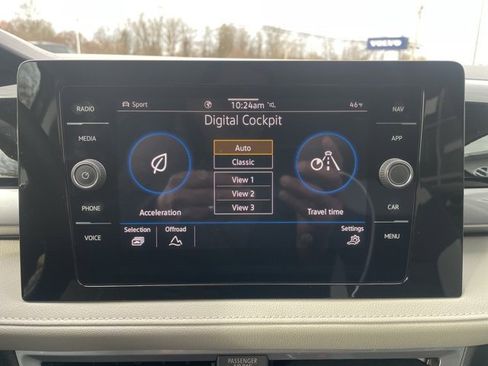 VOLVO
RADIO
MEDIA
PHONE
VOICE
Sport
10:24am
46°F
Digital Cockpit
Auto
Classic
View 1
View 2
View 3
Acceleration
Travel time
Selection
Offroad
Settings
NAV
APP
CAR
MENU
PASSENGER